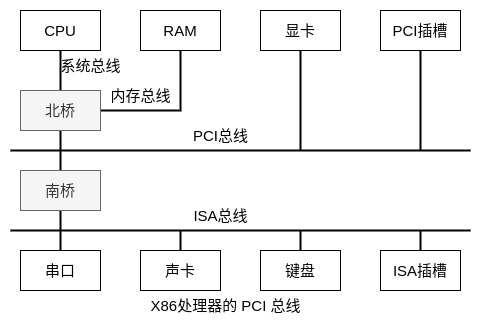 CPU
RAM
显卡
PCI插槽
系统总线
内存总线
北桥
PCI总线
南桥
ISA总线
串口
声卡
键盘
ISA插槽
X86处理器的 PCI 总线